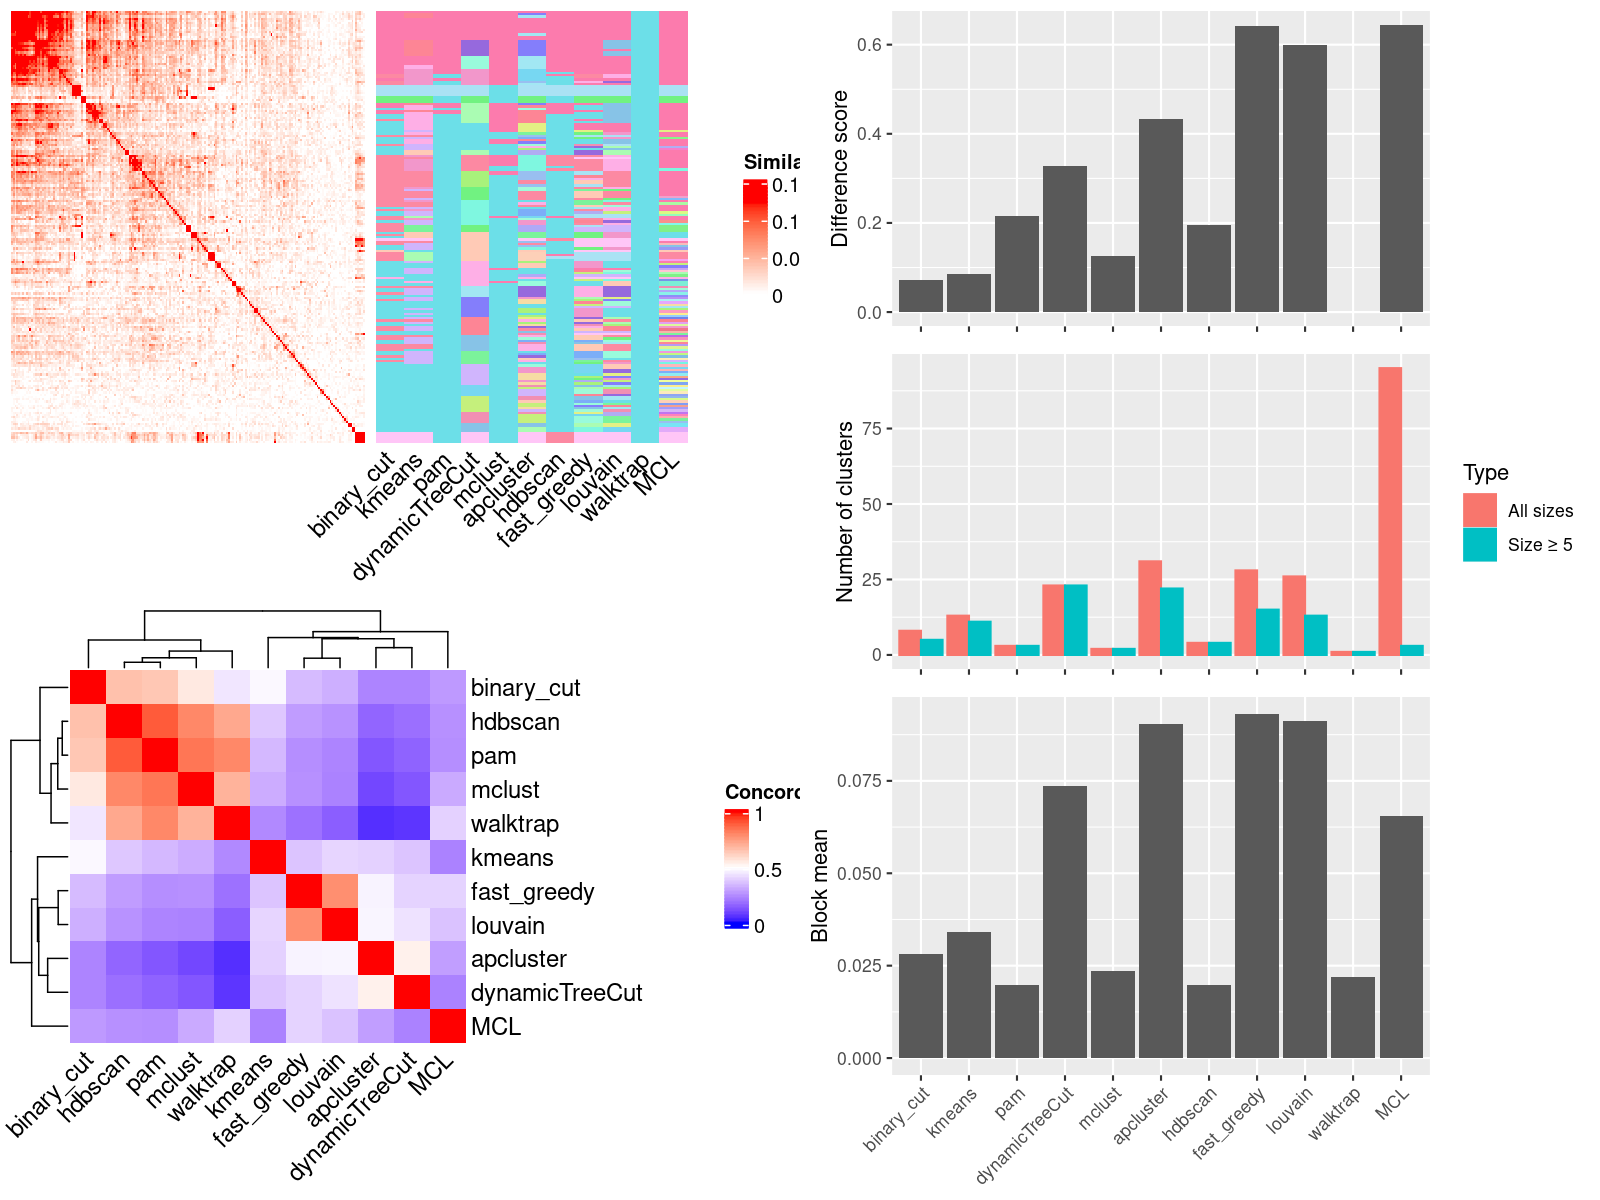 Simila
0.1
0.1
0.0
0
binary_cut
kmeans
pam
dynamicTreeCut
mclust
apcluster
hdbscan
fast_greedy
louvain
walktrap
MCL
binary_cut
hdbscan
pam
mclust
walktrap
kmeans
fast_greedy
louvain
apcluster
dynamicTreeCut
MCL
Concord
1
0.5
0
binary_cut
hdbscan
pam
mclust
walktrap
kmeans
fast_greedy
louvain
apcluster
dynamicTreeCut
MCL
Difference score
0.6
0.4
0.2
0.0
Number of clusters
75
50
25
0
Type
All sizes
Size ≥ 5
Block mean
0.075
0.050
0.025
0.000
binary_cut
kmeans
pam
dynamicTreeCut
mclust
apcluster
hdbscan
fast_greedy
louvain
walktrap
MCL